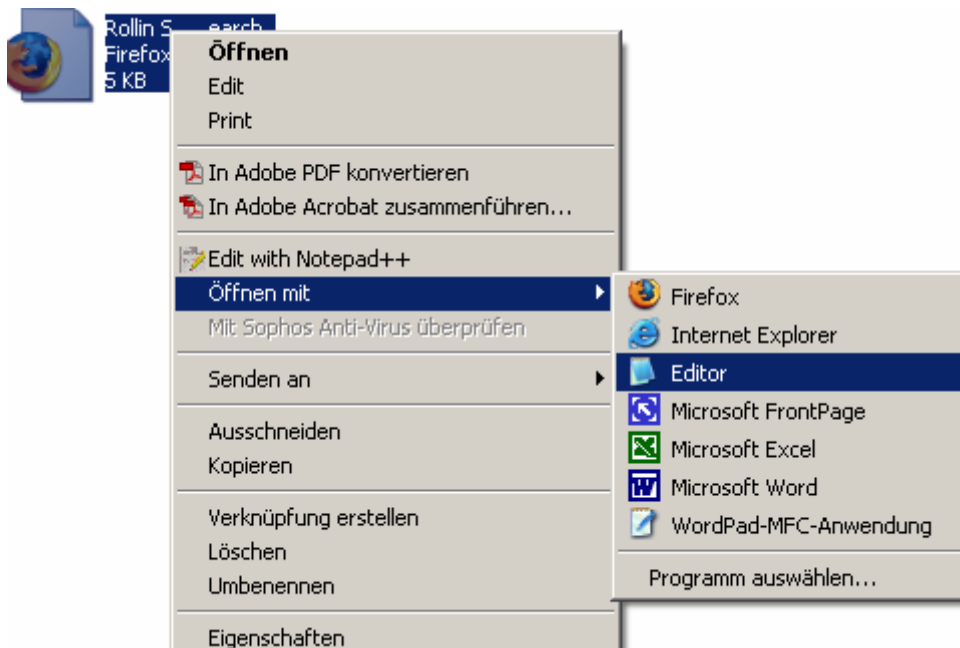 Rollin S earch
Firefox
5 KB
Öffnen
Edit
Print
In Adobe PDF konvertieren
In Adobe Acrobat zusammenführen...
Edit with Notepad++
Öffnen mit
Mit Sophos Anti-Virus überprüfen
Senden an
Ausschneiden
Kopieren
Verknüpfung erstellen
Löschen
Umbenennen
Eigenschaften
Firefox
Internet Explorer
Editor
Microsoft FrontPage
Microsoft Excel
Microsoft Word
WordPad-MFC-Anwendung
Programm auswählen...